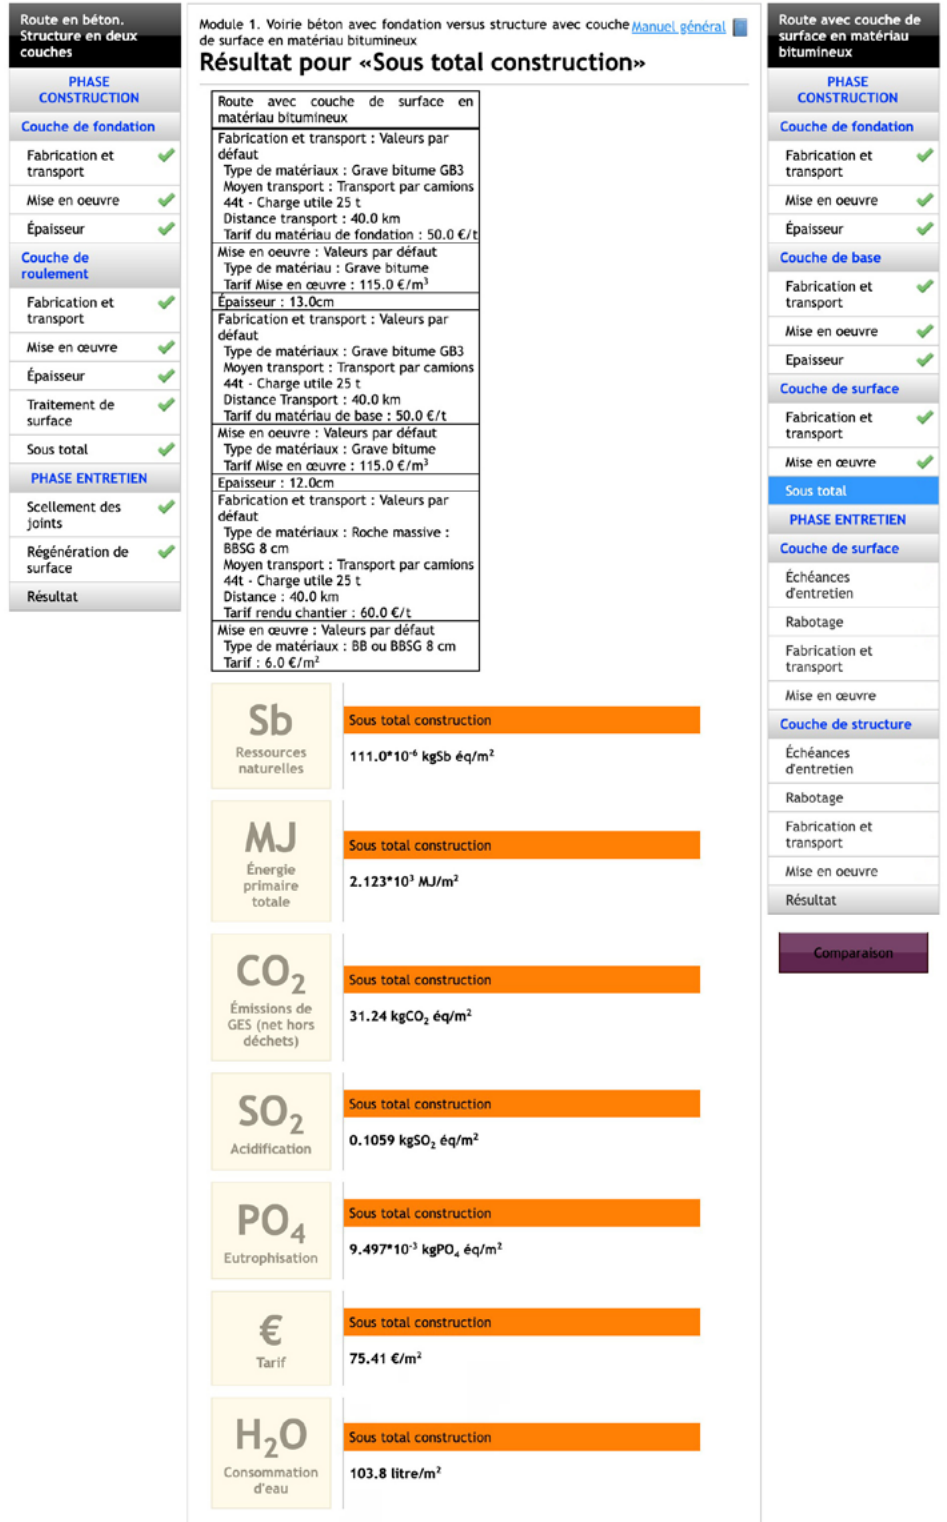 Route en béton.
Structure en deux
couches
PHASE
CONSTRUCTION
Couche de fondation
Fabrication et
transport
Mise en oeuvre
Épaisseur
Couche de
roulement
Fabrication et
transport
Mise en œuvre
Épaisseur
Traitement de
surface
Sous total
PHASE ENTRETIEN
Scellement des
joints
Régénération de
surface
Résultat
Module 1. Voirie béton avec fondation versus structure avec couche
de surface en matériau bitumineux
Manuel général
Résultat pour «Sous total construction»
Route avec couche de surface en
matériau bitumineux
Fabrication et transport : Valeurs par
défaut
Type de matériaux : Grave bitume GB3
Moyen transport : Transport par camions
44t - Charge utile 25 t
Distance transport : 40.0 km
Tarif du matériau de fondation : 50.0 €/t
Mise en oeuvre : Valeurs par défaut
Type de matériau : Grave bitume
Tarif Mise en œuvre : 115.0 €/m³
Épaisseur : 13.0cm
Fabrication et transport : Valeurs par
défaut
Type de matériaux : Grave bitume GB3
Moyen transport : Transport par camions
44t - Charge utile 25 t
Distance Transport : 40.0 km
Tarif du matériau de base : 50.0 €/t
Mise en oeuvre : Valeurs par défaut
Type de matériaux : Grave bitume
Tarif Mise en œuvre : 115.0 €/m³
Epaisseur : 12.0cm
Fabrication et transport : Valeurs par
défaut
Type de matériaux : Roche massive :
BBSG 8 cm
Moyen transport : Transport par camions
44t - Charge utile 25 t
Distance : 40.0 km
Tarif rendu chantier : 60.0 €/t
Mise en œuvre : Valeurs par défaut
Type de matériaux : BB ou BBSG 8 cm
Tarif : 6.0 €/m²
Sb
Ressources
naturelles
Sous total construction
111.0*10⁻⁶ kgSb éq/m²
MJ
Énergie
primaire
totale
Sous total construction
2.123*10³ MJ/m²
CO₂
Émissions de
GES (net hors
déchets)
Sous total construction
31.24 kgCO₂ éq/m²
SO₂
Acidification
Sous total construction
0.1059 kgSO₂ éq/m²
PO₄
Eutrophisation
Sous total construction
9.497*10⁻³ kgPO₄ éq/m²
€
Tarif
Sous total construction
75.41 €/m²
H₂O
Consommation
d'eau
Sous total construction
103.8 litre/m²
Route avec couche de
surface en matériau
bitumineux
PHASE
CONSTRUCTION
Couche de fondation
Fabrication et
transport
Mise en oeuvre
Épaisseur
Couche de base
Fabrication et
transport
Mise en oeuvre
Epaisseur
Couche de surface
Fabrication et
transport
Mise en œuvre
Sous total
PHASE ENTRETIEN
Couche de surface
Échéances
d'entretien
Rabotage
Fabrication et
transport
Mise en œuvre
Couche de structure
Échéances
d'entretien
Rabotage
Fabrication et
transport
Mise en oeuvre
Résultat
Comparaison